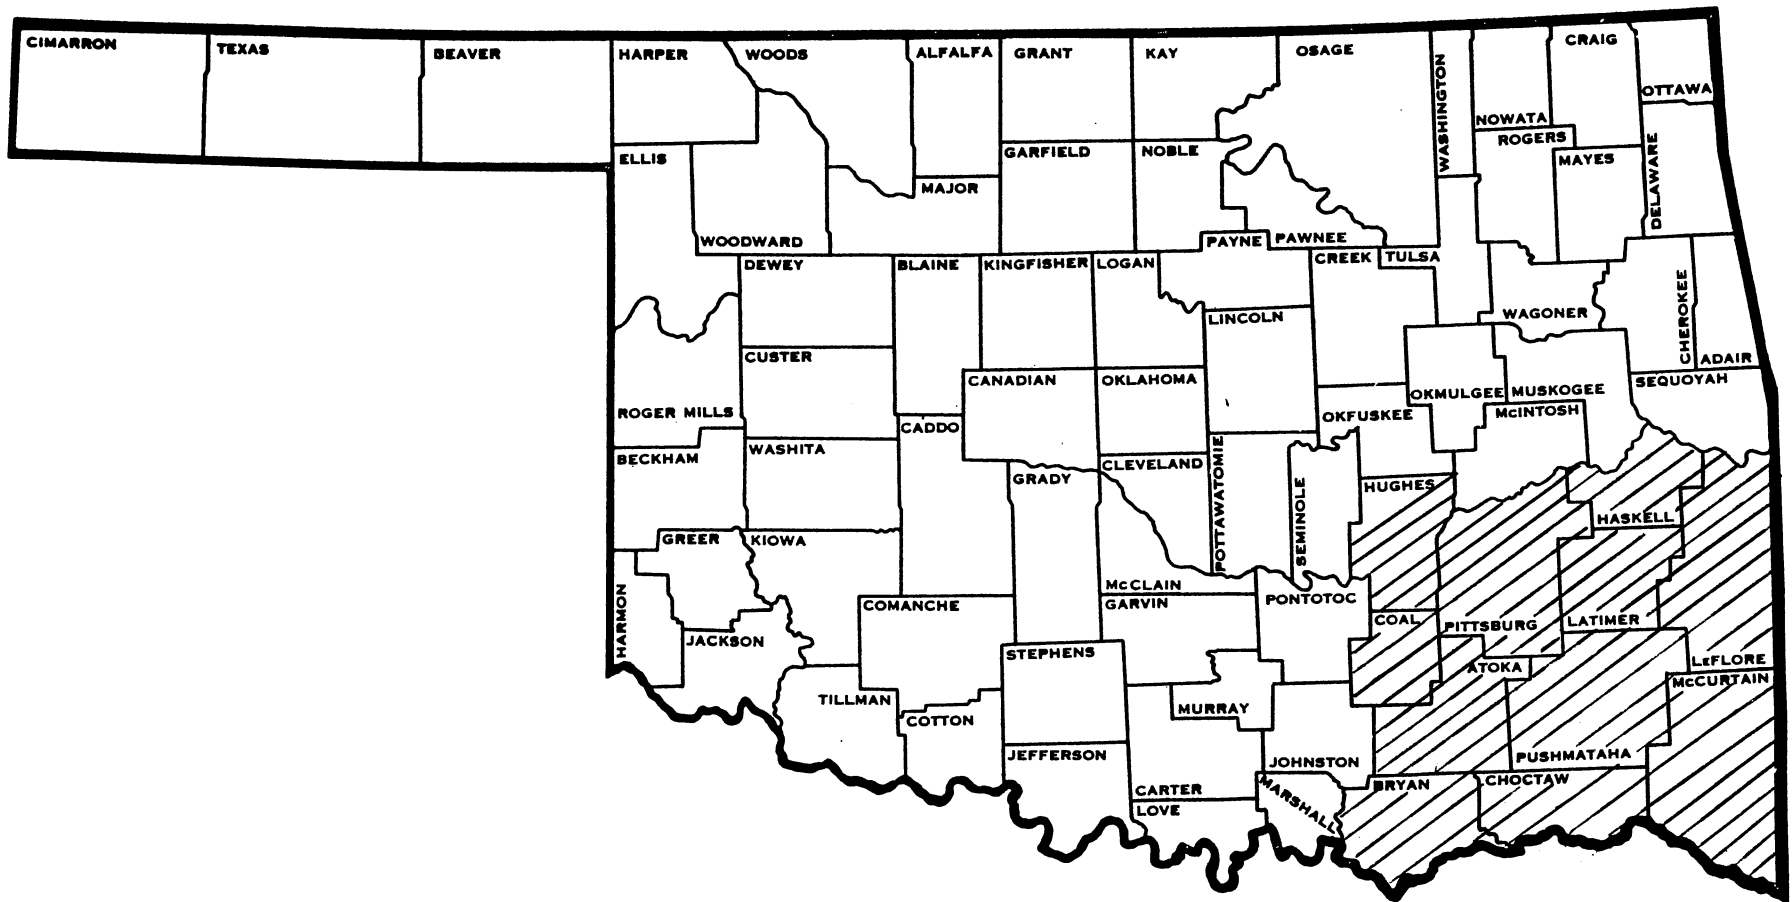 CIMARRON
TEXAS
BEAVER
HARPER
WOODS
ALFALFA
GRANT
KAY
OSAGE
WASHINGTON
CRAIG
OTTAWA
NOWATA
ROGERS
MAYES
DELAWARE
ELLIS
WOODWARD
MAJOR
GARFIELD
NOBLE
PAYNE
PAWNEE
CREEK
TULSA
DEWEY
BLAINE
KINGFISHER
LOGAN
LINCOLN
WAGONER
CHEROKEE
ADAIR
CUSTER
CANADIAN
OKLAHOMA
OKMULGEE
MUSKOGEE
SEQUOYAH
ROGER MILLS
CADDO
OKFUSKEE
McINTOSH
BECKHAM
WASHITA
GRADY
CLEVELAND
POTTAWATOMIE
SEMINOLE
HUGHES
HASKELL
GREER
KIOWA
HARMON
JACKSON
COMANCHE
McCLAIN
GARVIN
PONTOTOC
COAL
PITTSBURG
LATIMER
STEPHENS
ATOKA
LeFLORE
McCURTAIN
TILLMAN
COTTON
MURRAY
JEFFERSON
JOHNSTON
PUSHMATAHA
CARTER
LOVE
MARSHALL
BRYAN
CHOCTAW